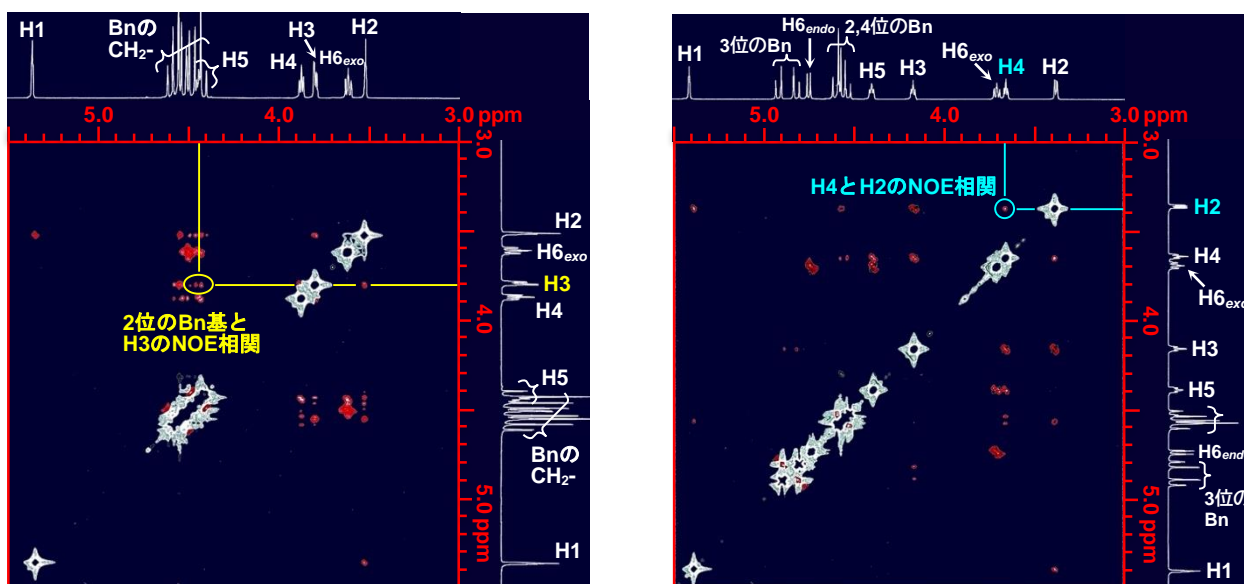 H1
Bnの
CH2-
H5
H4
H3
H6exo
H2
5.0
4.0
3.0 ppm
3.0
4.0
5.0 ppm
H2
H6exo
H3
H4
H5
Bnの
CH2-
H1
2位のBn基と
H3のNOE相関
H1
3位のBn
H6endo
2,4位のBn
H5
H3
H6exo
H4
H2
5.0
4.0
3.0 ppm
3.0
4.0
5.0 ppm
H4とH2のNOE相関
H2
H4
H6exo
H3
H5
H6endo
3位の
Bn
H1